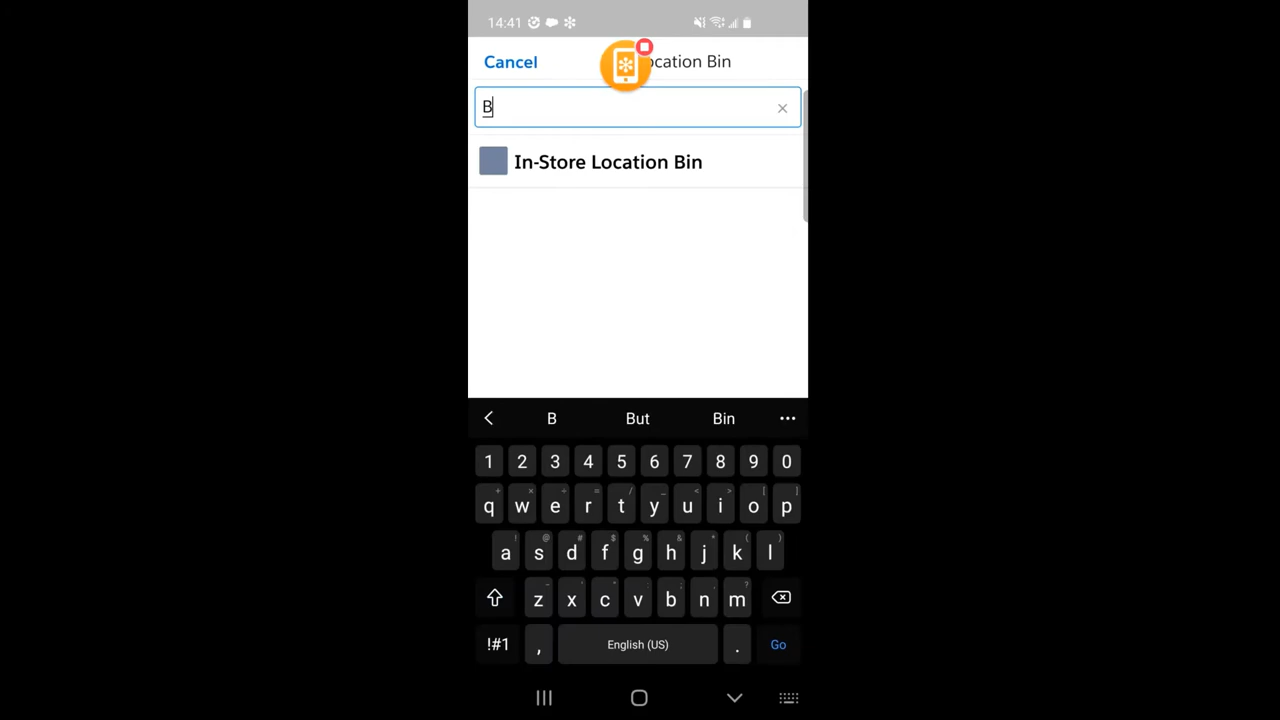 14:41
Cancel
ocation Bin
B
In-Store Location Bin
B But Bin
1 2 3 4 5 6 7 8 9 0
q w e r t y u i o p
a s d f g h j k l
z x c v b n m
!#1 , English (US) . Go